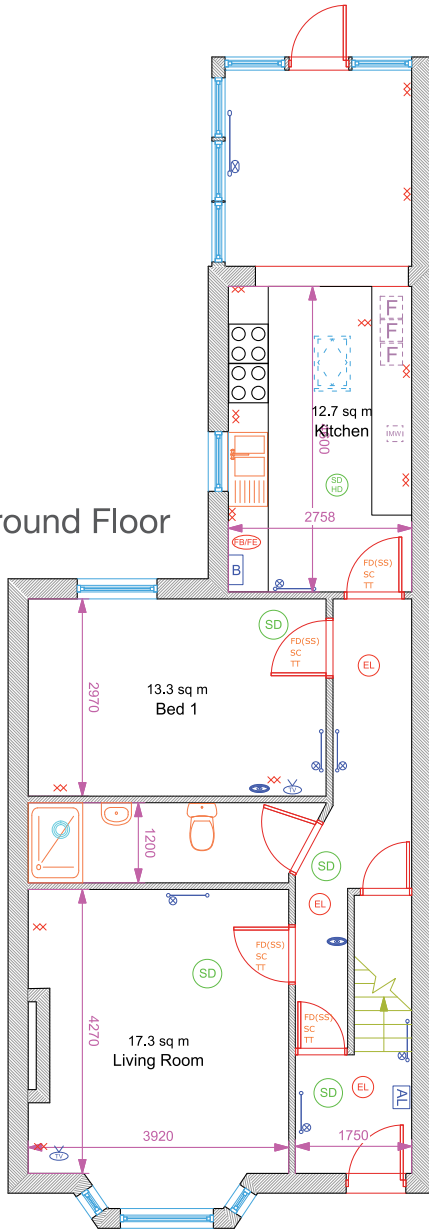 F
F
F
12.7 sq m
Kitchen
MW
SD
HD
round Floor
2758
FB/FE
B
FD(SS)
SC
TT
SD
FD(SS)
SC
TT
EL
2970
13.3 sq m
Bed 1
TV
1200
SD
EL
FD(SS)
SC
TT
SD
4270
FD(SS)
SC
TT
17.3 sq m
Living Room
SD
EL
AL
3920
1750
TV